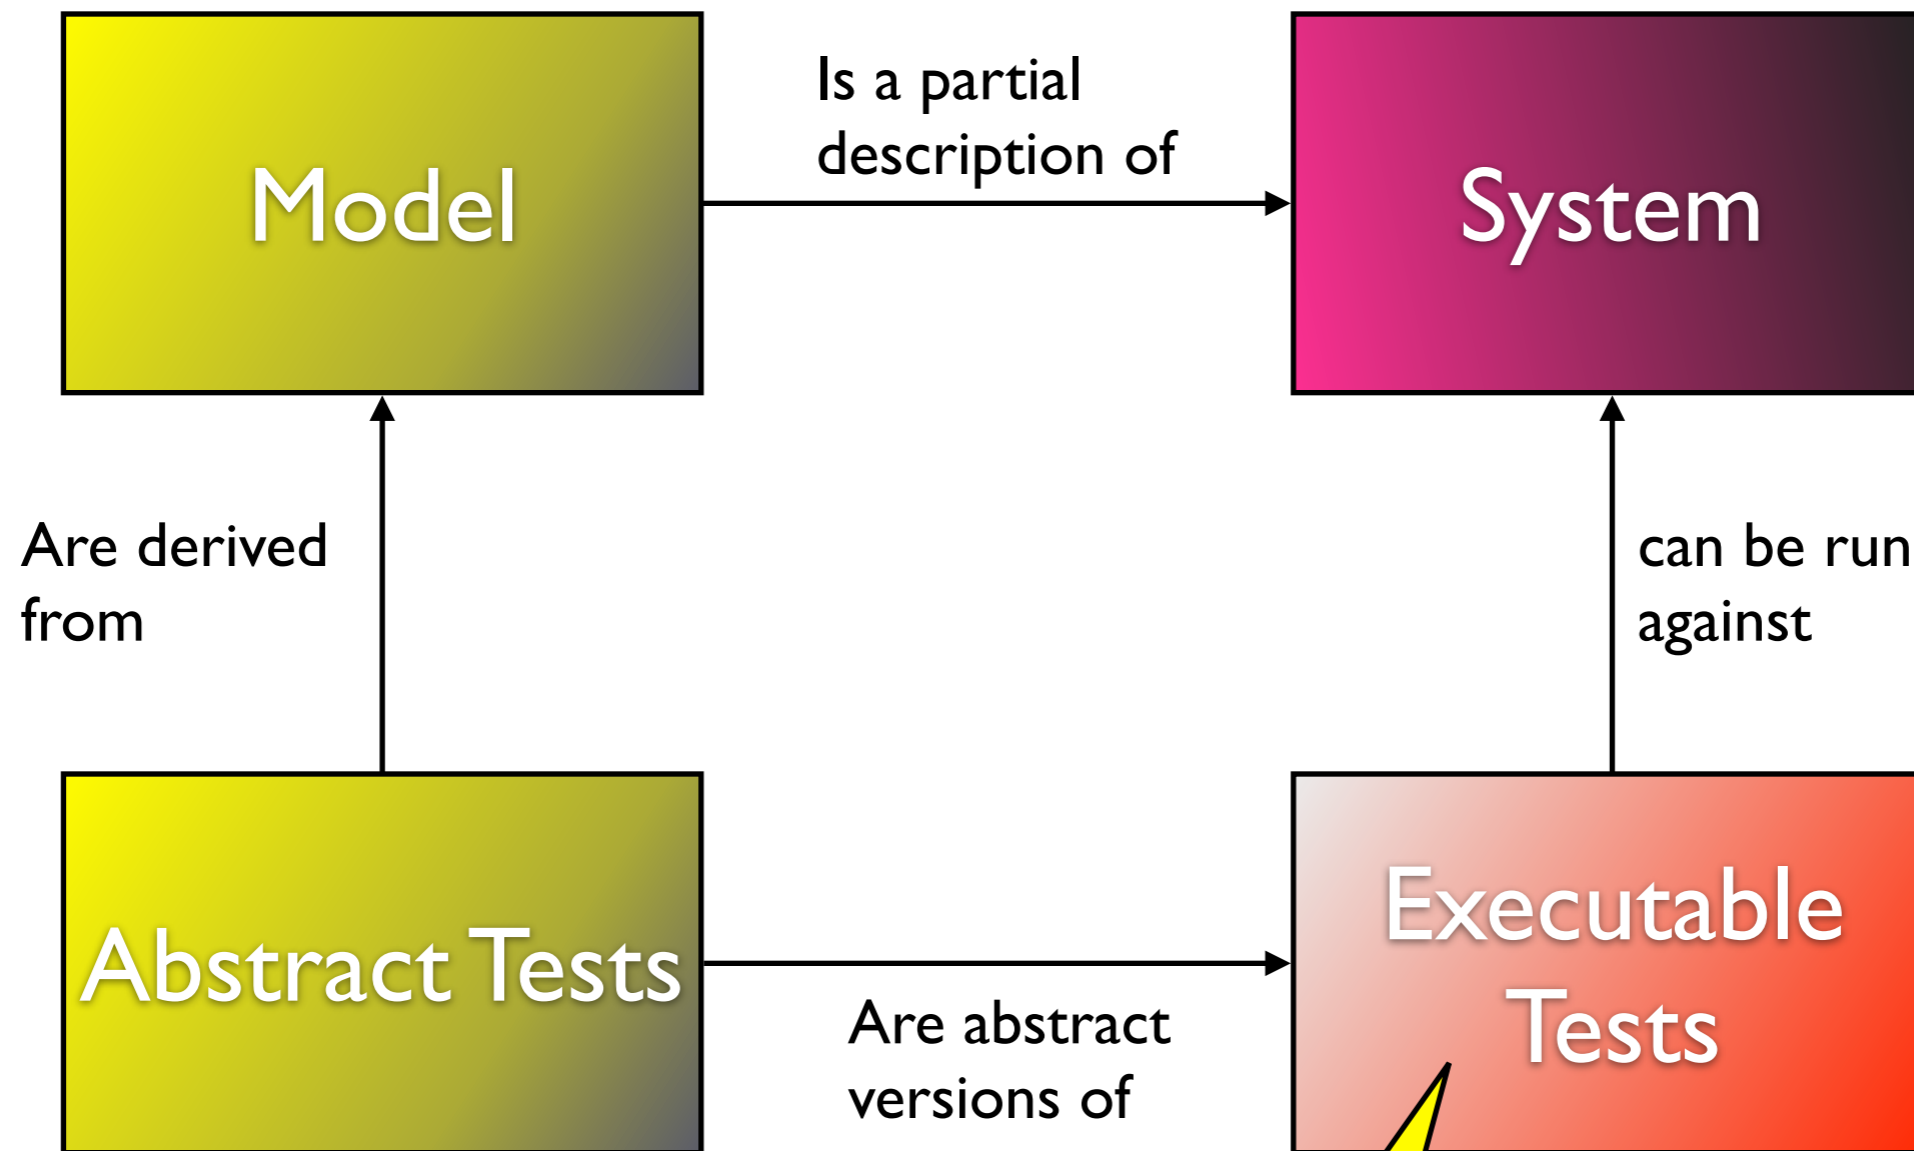 Model
Is a partial
description of
System
Are derived
from
can be run
against
Abstract Tests
Are abstract
versions of
Executable
Tests